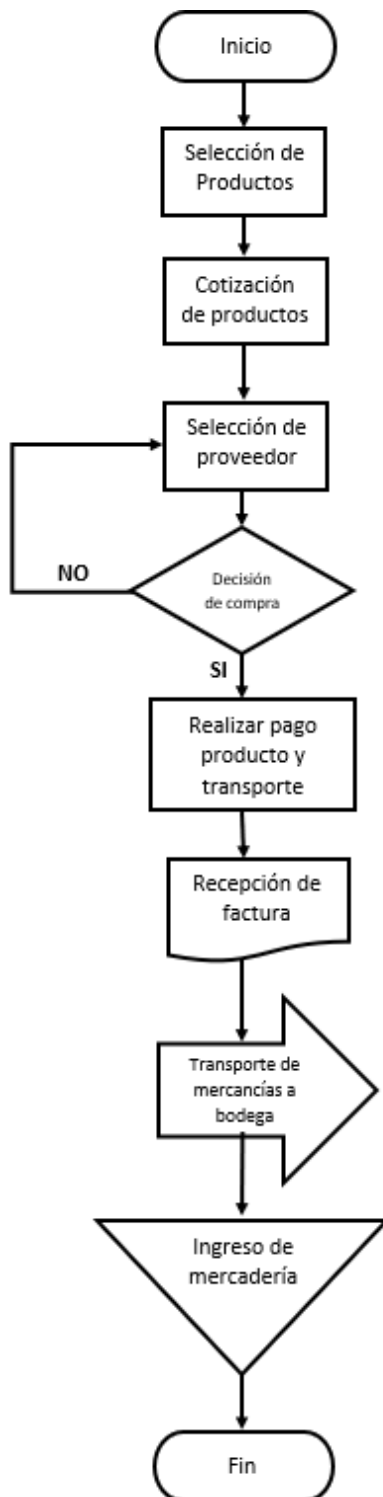 Inicio
Selección de
Productos
Cotización
de productos
Selección de
proveedor
NO
Decisión
de compra
SI
Realizar pago
producto y
transporte
Recepción de
factura
Transporte de
mercancías a
bodega
Ingreso de
mercadería
Fin